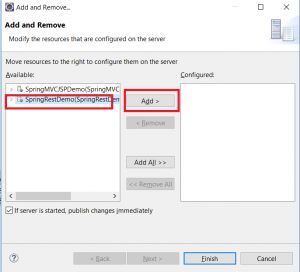 Add and Remove...
Add and Remove
Modify the resources that are configured on the server
Move resources to the right to configure them on the server
Available:
Configured:
SpringMVCJSPDemo(SpringMVC
SpringRestDemo(SpringRestDem
Add >
< Remove
Add All >>
<< Remove All
If server is started, publish changes immediately
?
< Back
Next >
Finish
Cancel